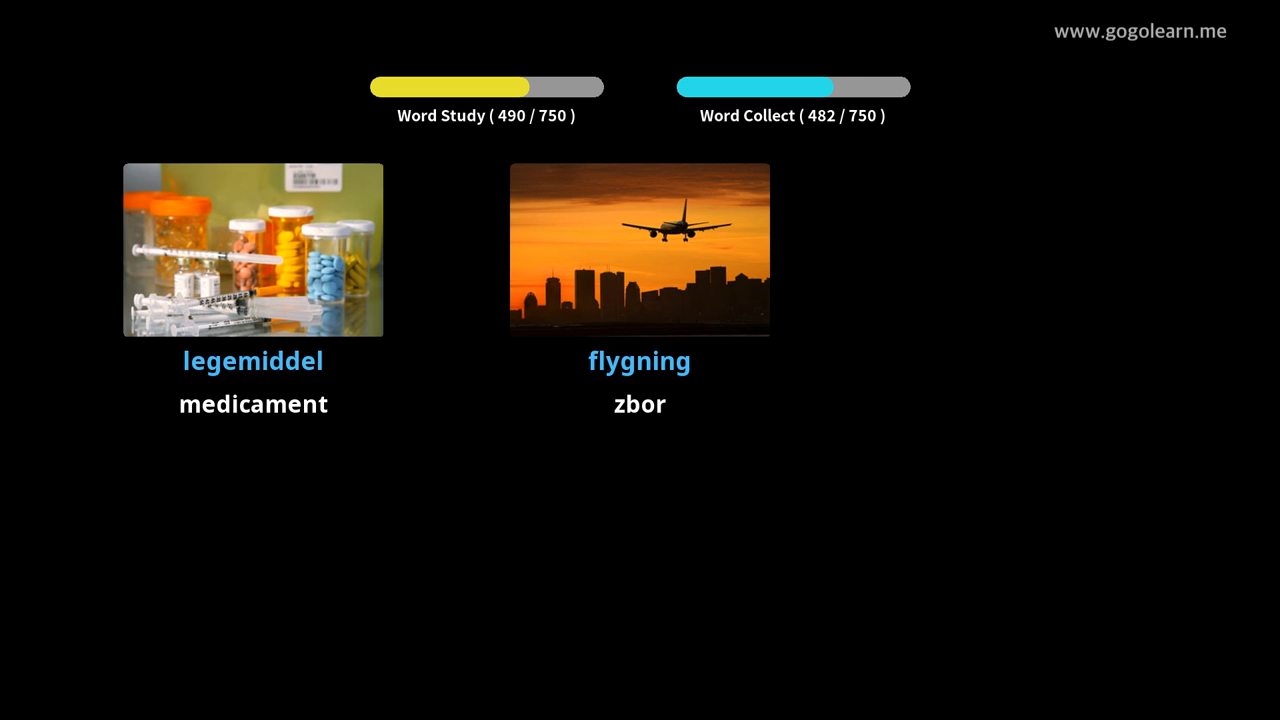 www.gogolearn.me
Word Study ( 490 / 750 )
Word Collect ( 482 / 750 )
legemiddel
flygning
medicament
zbor